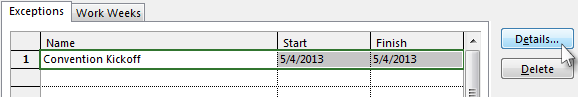 Exceptions Work Weeks
Name Start Finish
1 Convention Kickoff 5/4/2013 5/4/2013
Details...
Delete